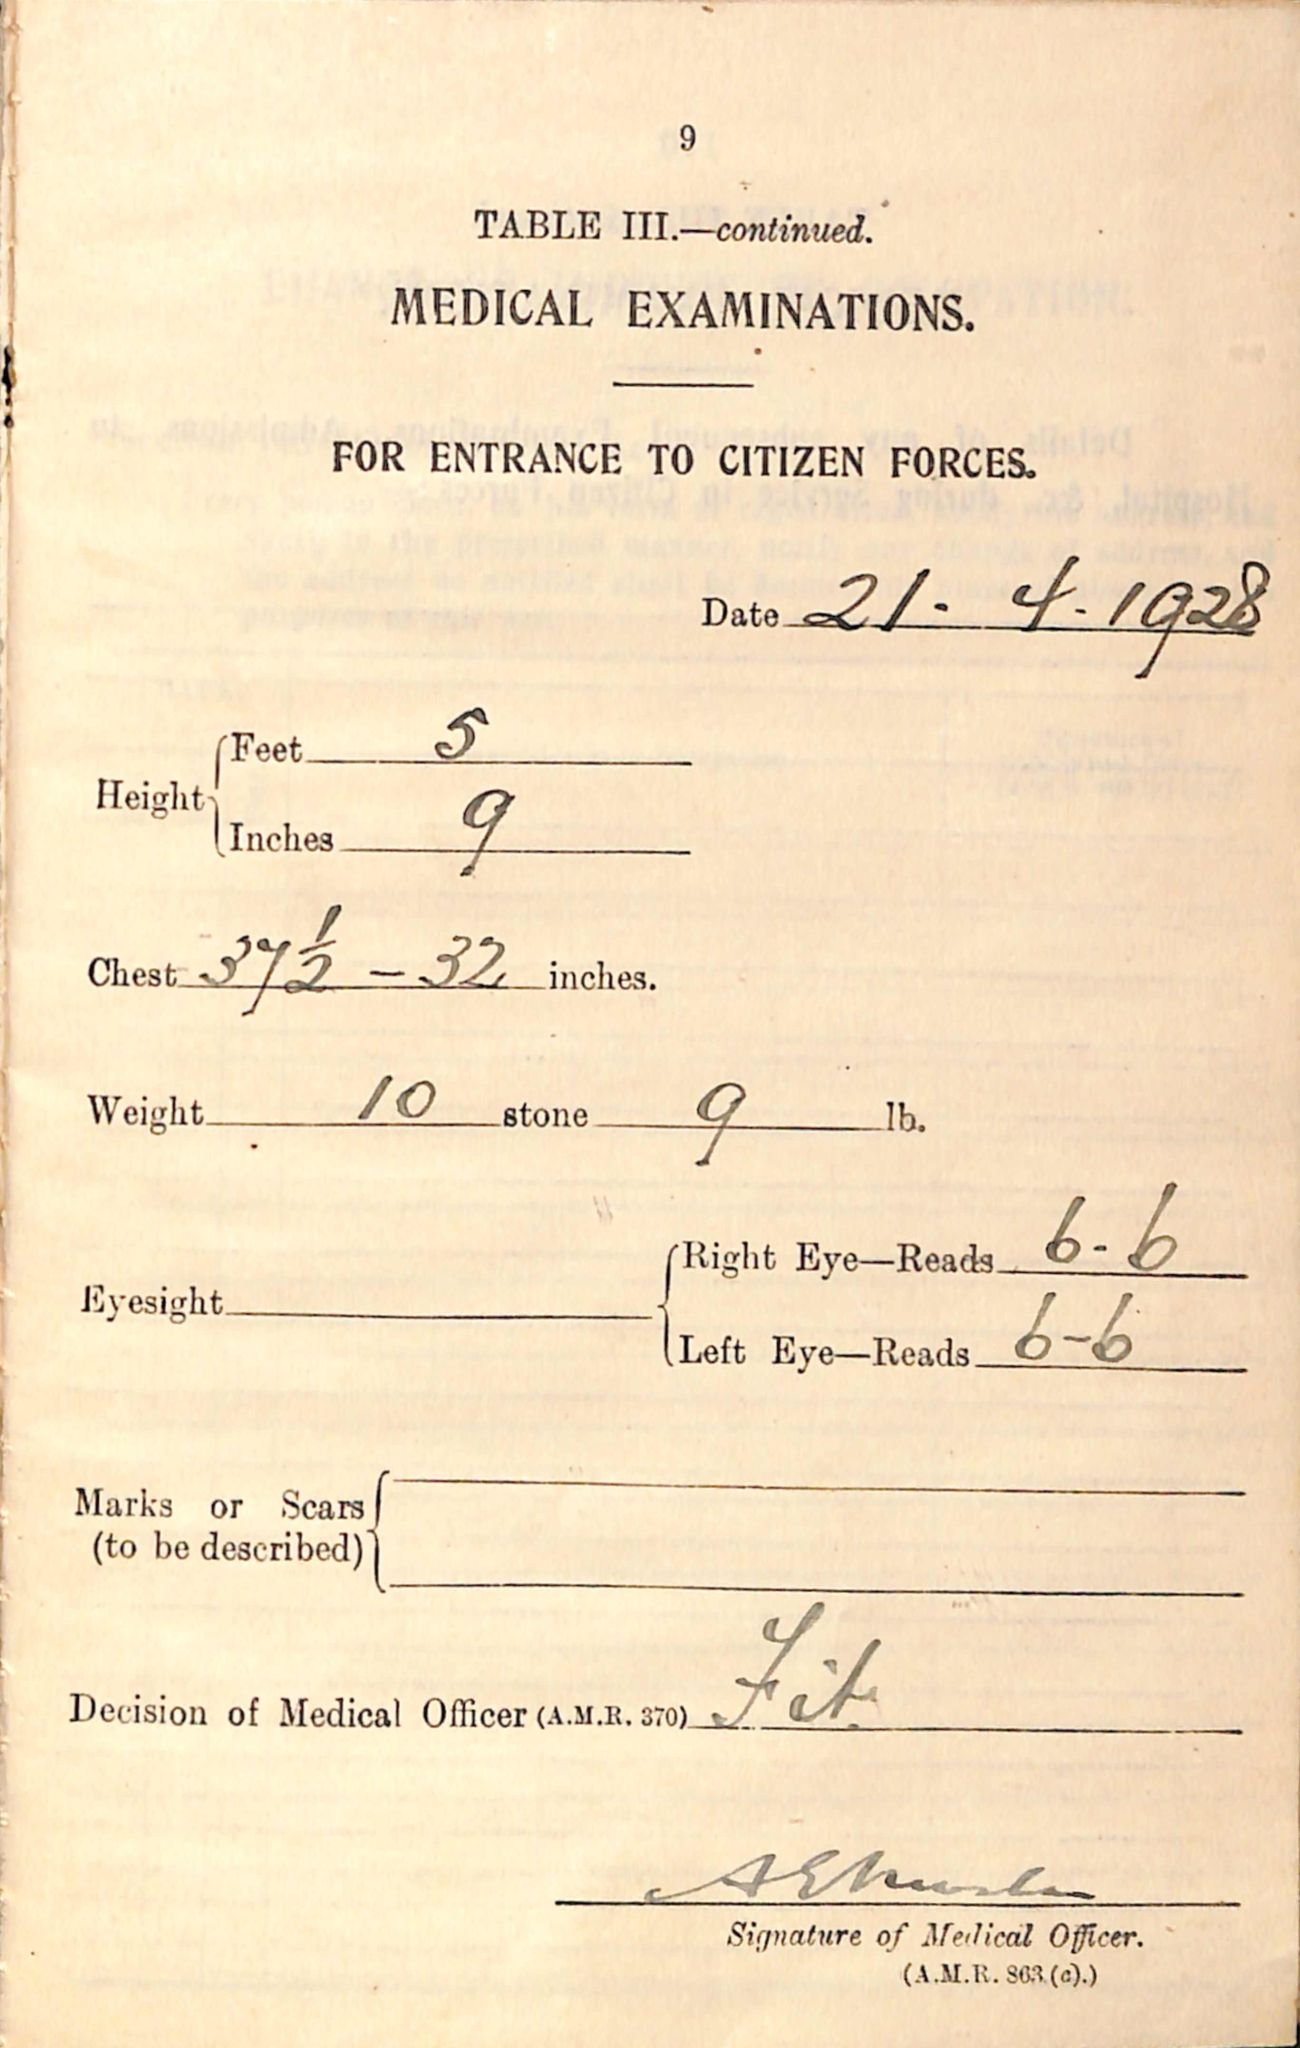 9
TABLE III.—continued.
MEDICAL EXAMINATIONS.
FOR ENTRANCE TO CITIZEN FORCES.
Date 21 - 4 - 1928
Height
Feet 5
Inches 9
Chest 37½ - 32 inches.
Weight 10 stone 9 lb.
Eyesight
Right Eye—Reads 6 - 6
Left Eye—Reads 6 - 6
Marks or Scars
(to be described)
Decision of Medical Officer (A.M.R. 370) Fit
A E
Signature of Medical Officer.
(A.M.R. 863 (c).)